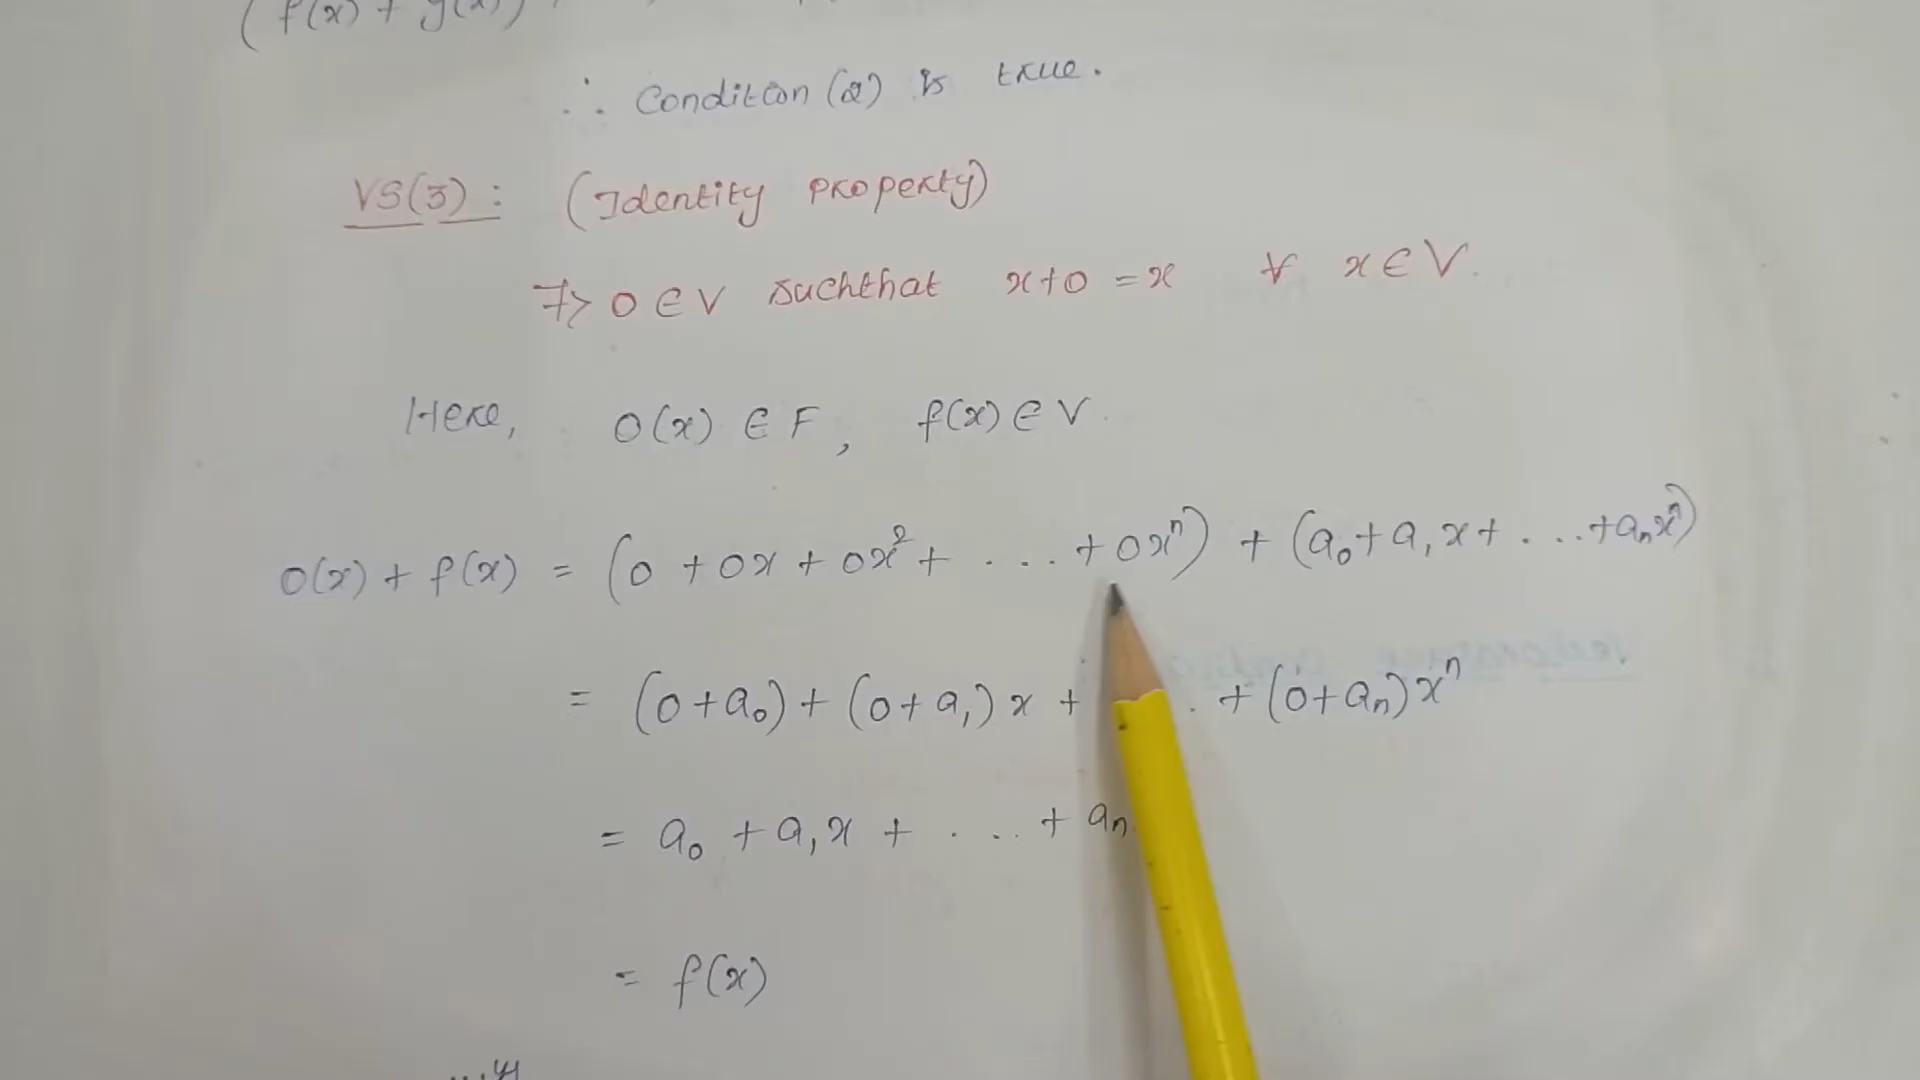 (f(x) + g(x))
∴ Condition (2) is true.
VS(3) : (Identity property)
∃ 0 ∈ V suchthat x+0 = x ∀ x ∈ V.
Here, 0(x) ∈ F, f(x) ∈ V.
0(x) + f(x) = (0 + 0x + 0x² + ... + 0xⁿ) + (a₀ + a₁x + ... + aₙxⁿ)
= (0+a₀) + (0+a₁)x + . + (0+aₙ)xⁿ
= a₀ + a₁x + ... + aₙ
= f(x)